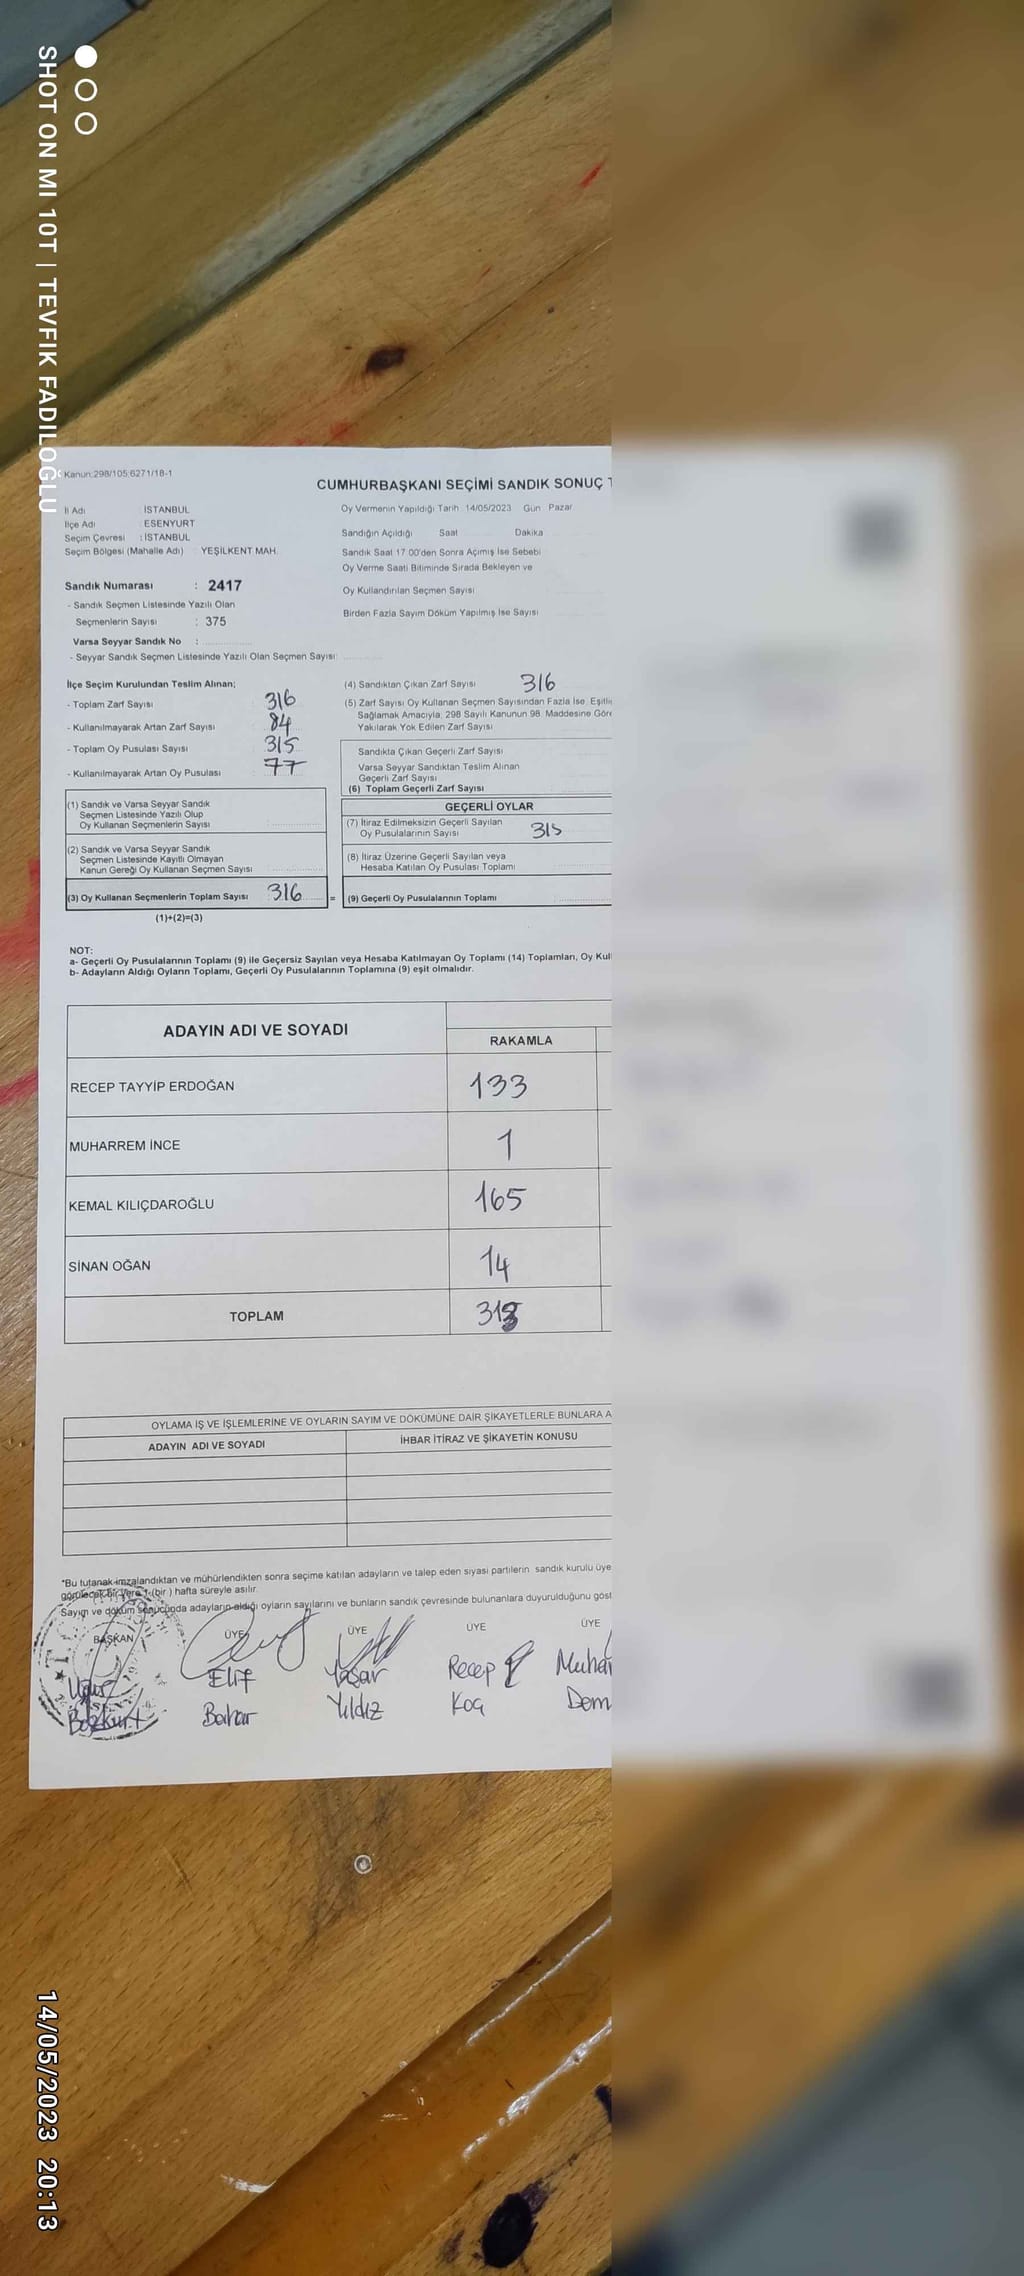 SHOT ON MI 10T | TEVFIK FADILOĞLU
Kanun:298/105;6271/18-1
CUMHURBAŞKANI SEÇİMİ SANDIK SONUÇ
İl Adı : İSTANBUL
İlçe Adı : ESENYURT
Seçim Çevresi : İSTANBUL
Seçim Bölgesi (Mahalle Adı) : YEŞİLKENT MAH.
Oy Vermenin Yapıldığı Tarih 14/05/2023 Gün Pazar
Sandığın Açıldığı Saat Dakika
Sandık Saat 17 00'den Sonra Açımış İse Sebebi
Oy Verme Saati Bitiminde Sırada Bekleyen ve
Oy Kullandırılan Seçmen Sayısı
Birden Fazla Sayım Döküm Yapılmış İse Sayısı
Sandık Numarası : 2417
- Sandık Seçmen Listesinde Yazılı Olan
Seçmenlerin Sayısı : 375
Varsa Seyyar Sandık No :
- Seyyar Sandık Seçmen Listesinde Yazılı Olan Seçmen Sayısı:
İlçe Seçim Kurulundan Teslim Alınan;
- Toplam Zarf Sayısı 316
- Kullanılmayarak Artan Zarf Sayısı 84
- Toplam Oy Pusulası Sayısı 315
- Kullanılmayarak Artan Oy Pusulası 77
(4) Sandıktan Çıkan Zarf Sayısı 316
(5) Zarf Sayısı Oy Kullanan Seçmen Sayısından Fazla İse, Eşitli
Sağlamak Amacıyla; 298 Sayılı Kanunun 98. Maddesine Göre
Yakılarak Yok Edilen Zarf Sayısı
Sandıkta Çıkan Geçerli Zarf Sayısı
Varsa Seyyar Sandıktan Teslim Alınan
Geçerli Zarf Sayısı
(6) Toplam Geçerli Zarf Sayısı
(1) Sandık ve Varsa Seyyar Sandık
Seçmen Listesinde Yazılı Olup
Oy Kullanan Seçmenlerin Sayısı
(2) Sandık ve Varsa Seyyar Sandık
Seçmen Listesinde Kayıtlı Olmayan
Kanun Gereği Oy Kullanan Seçmen Sayısı
(3) Oy Kullanan Seçmenlerin Toplam Sayısı 316 =
(1)+(2)=(3)
GEÇERLİ OYLAR
(7) İtiraz Edilmeksizin Geçerli Sayılan
Oy Pusulalarının Sayısı 315
(8) İtiraz Üzerine Geçerli Sayılan veya
Hesaba Katılan Oy Pusulası Toplamı
(9) Geçerli Oy Pusulalarının Toplamı
NOT:
a- Geçerli Oy Pusulalarının Toplamı (9) ile Geçersiz Sayılan veya Hesaba Katılmayan Oy Toplamı (14) Toplamları, Oy Kul
b- Adayların Aldığı Oyların Toplamı, Geçerli Oy Pusulalarının Toplamına (9) eşit olmalıdır.
ADAYIN ADI VE SOYADI RAKAMLA
RECEP TAYYİP ERDOĞAN 133
MUHARREM İNCE 1
KEMAL KILIÇDAROĞLU 165
SİNAN OĞAN 14
TOPLAM 313
OYLAMA İŞ VE İŞLEMLERİNE VE OYLARIN SAYIM VE DÖKÜMÜNE DAİR ŞİKAYETLERLE BUNLARA A
ADAYIN ADI VE SOYADI İHBAR İTİRAZ VE ŞİKAYETİN KONUSU
*Bu tutanak imzalandıktan ve mühürlendikten sonra seçime katılan adayların ve talep eden siyasi partilerin sandık kurulu üye
görülecek bir yere 1 (bir ) hafta süreyle asılır.
Sayım ve döküm sonucunda adayların aldığı oyların sayılarını ve bunların sandık çevresinde bulunanlara duyurulduğunu göst
BAŞKAN ÜYE ÜYE ÜYE ÜYE
Uğur Elif Yaşar Recep Muhar
Bozkurt Bahar Yıldız Koç Dem
14/05/2023 20:13